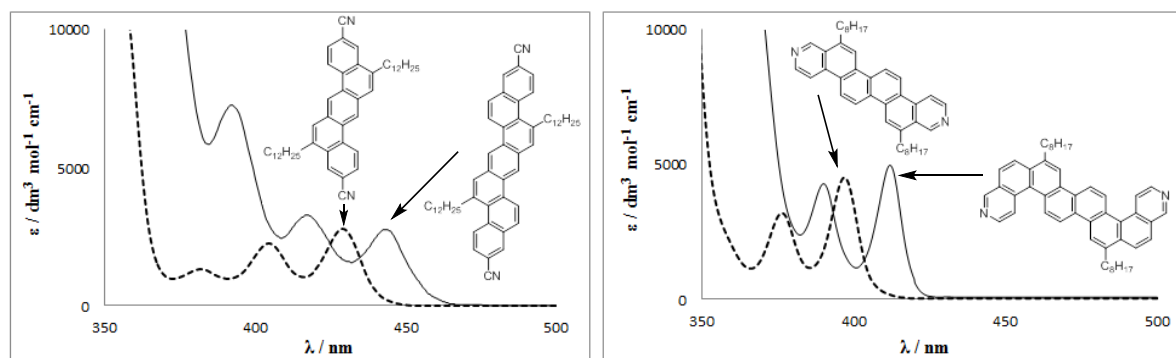 10000
5000
0
350
400
450
500
ε / dm³ mol⁻¹ cm⁻¹
λ / nm
CN
C₁₂H₂₅
C₁₂H₂₅
CN
CN
C₁₂H₂₅
C₁₂H₂₅
CN
10000
5000
0
350
400
450
500
ε / dm³ mol⁻¹ cm⁻¹
λ / nm
C₈H₁₇
N
N
C₈H₁₇
C₈H₁₇
N
N
C₈H₁₇